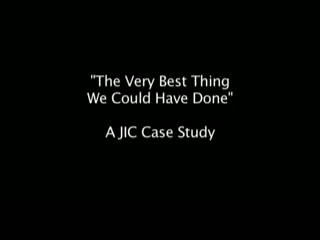 "The Very Best Thing
We Could Have Done"
A JIC Case Study